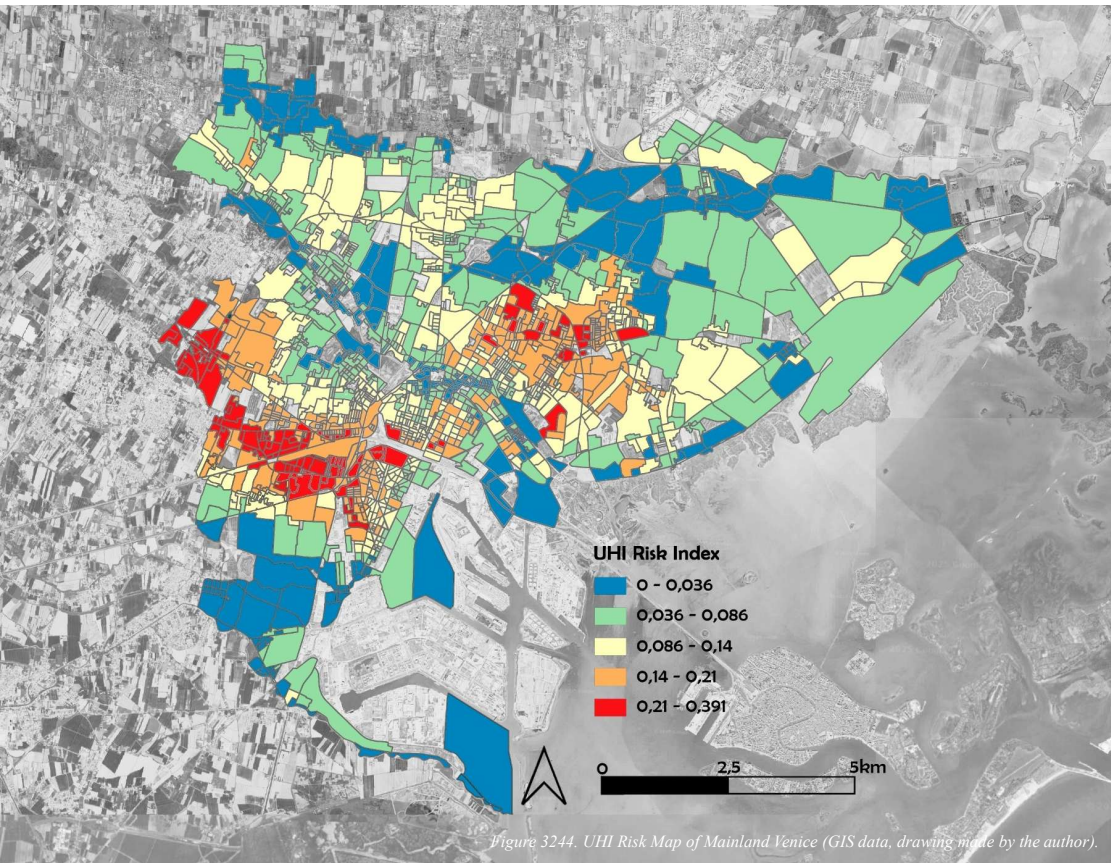 UHI Risk Index
0 - 0,036
0,036 - 0,086
0,086 - 0,14
0,14 - 0,21
0,21 - 0,391
0 2,5 5km
Figure 3244. UHI Risk Map of Mainland Venice (GIS data, drawing made by the author).